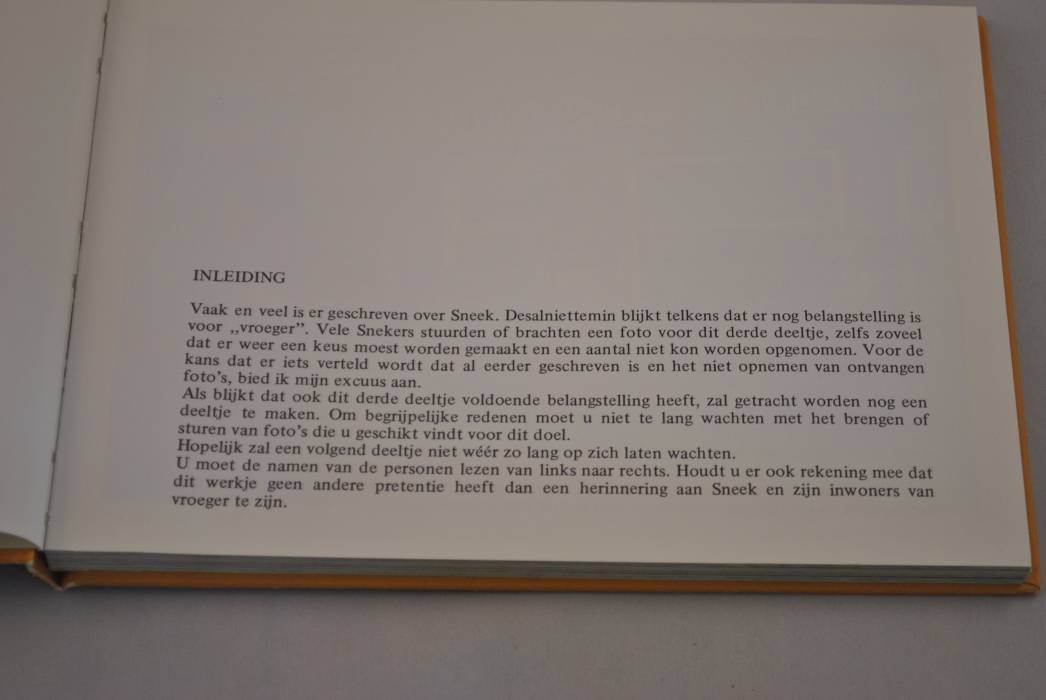 INLEIDING
Vaak en veel is er geschreven over Sneek. Desalniettemin blijkt telkens dat er nog belangstelling is
voor „vroeger”. Vele Snekers stuurden of brachten een foto voor dit derde deeltje, zelfs zoveel
dat er weer een keus moest worden gemaakt en een aantal niet kon worden opgenomen. Voor de
kans dat er iets verteld wordt dat al eerder geschreven is en het niet opnemen van ontvangen
foto's, bied ik mijn excuus aan.
Als blijkt dat ook dit derde deeltje voldoende belangstelling heeft, zal getracht worden nog een
deeltje te maken. Om begrijpelijke redenen moet u niet te lang wachten met het brengen of
sturen van foto's die u geschikt vindt voor dit doel.
Hopelijk zal een volgend deeltje niet wéér zo lang op zich laten wachten.
U moet de namen van de personen lezen van links naar rechts. Houdt u er ook rekening mee dat
dit werkje geen andere pretentie heeft dan een herinnering aan Sneek en zijn inwoners van
vroeger te zijn.